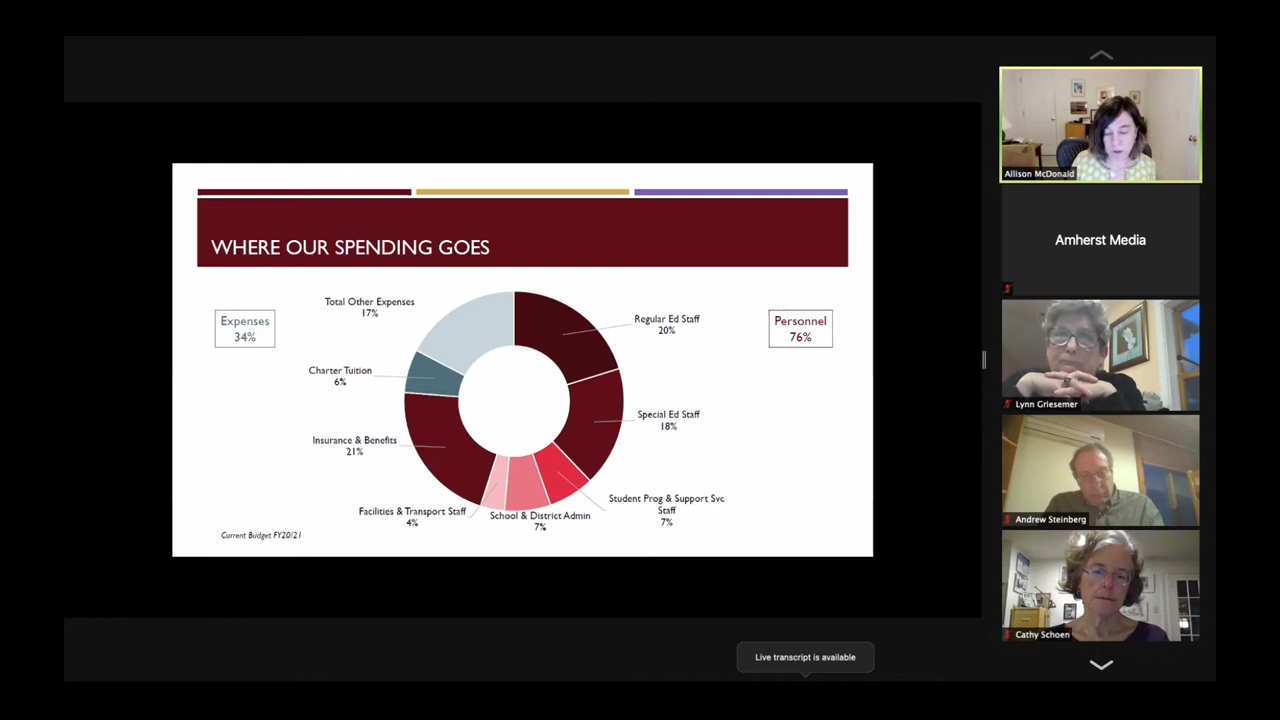 WHERE OUR SPENDING GOES
Total Other Expenses
17%
Expenses
34%
Regular Ed Staff
20%
Personnel
76%
Charter Tuition
6%
Special Ed Staff
18%
Insurance & Benefits
21%
Student Prog & Support Svc
Staff
7%
Facilities & Transport Staff
4%
School & District Admin
7%
Current Budget FY20/21
Allison McDonald
Amherst Media
Lynn Griesemer
Andrew Steinberg
Cathy Schoen
Live transcript is available